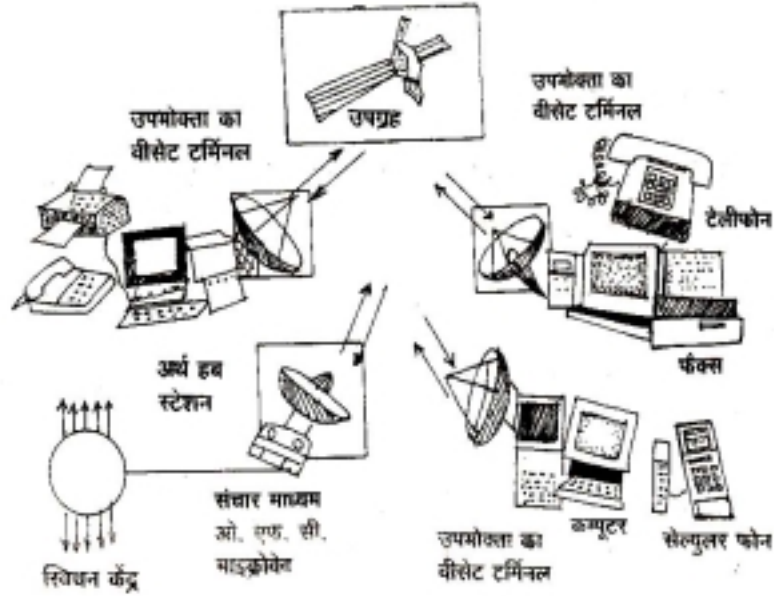 उपग्रह
उपभोक्ता का
वीसेट टर्मिनल
उपभोक्ता का
वीसेट टर्मिनल
टेलीफोन
फैक्स
अर्थ हब
स्टेशन
संचार माध्यम
ओ. एफ. सी.
माइक्रोवेव
स्विचन केंद्र
उपभोक्ता का
वीसेट टर्मिनल
कम्प्यूटर
सेल्युलर फोन